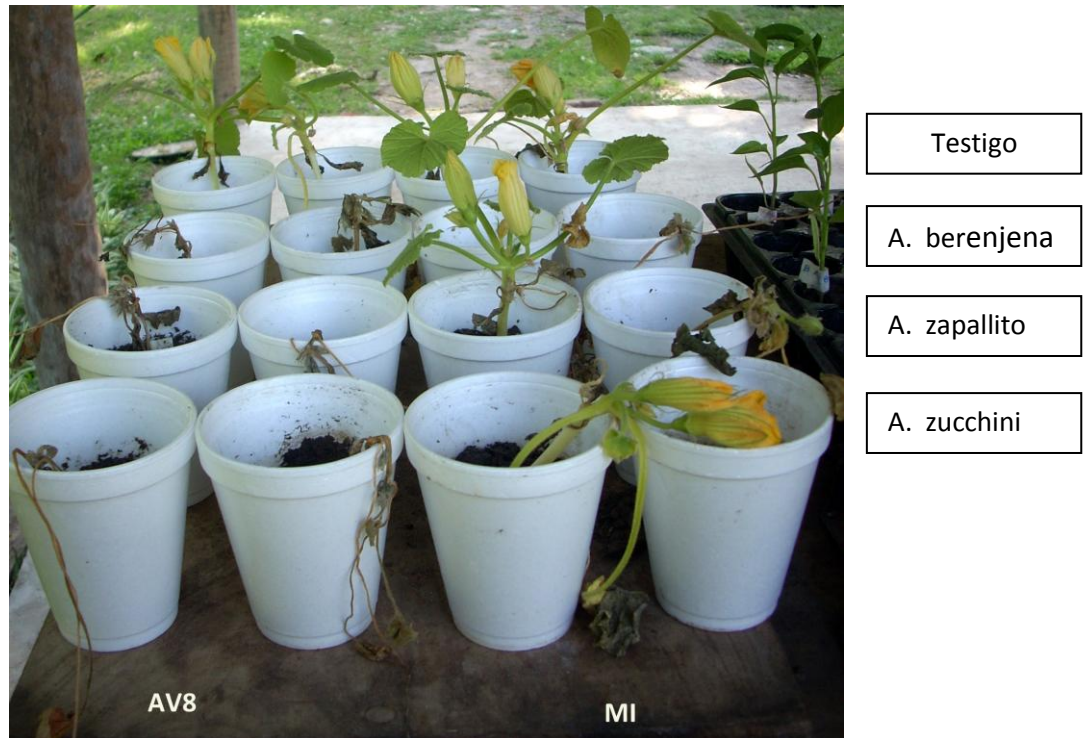 Testigo
A. berenjena
A. zapallito
A. zucchini
AV8
MI